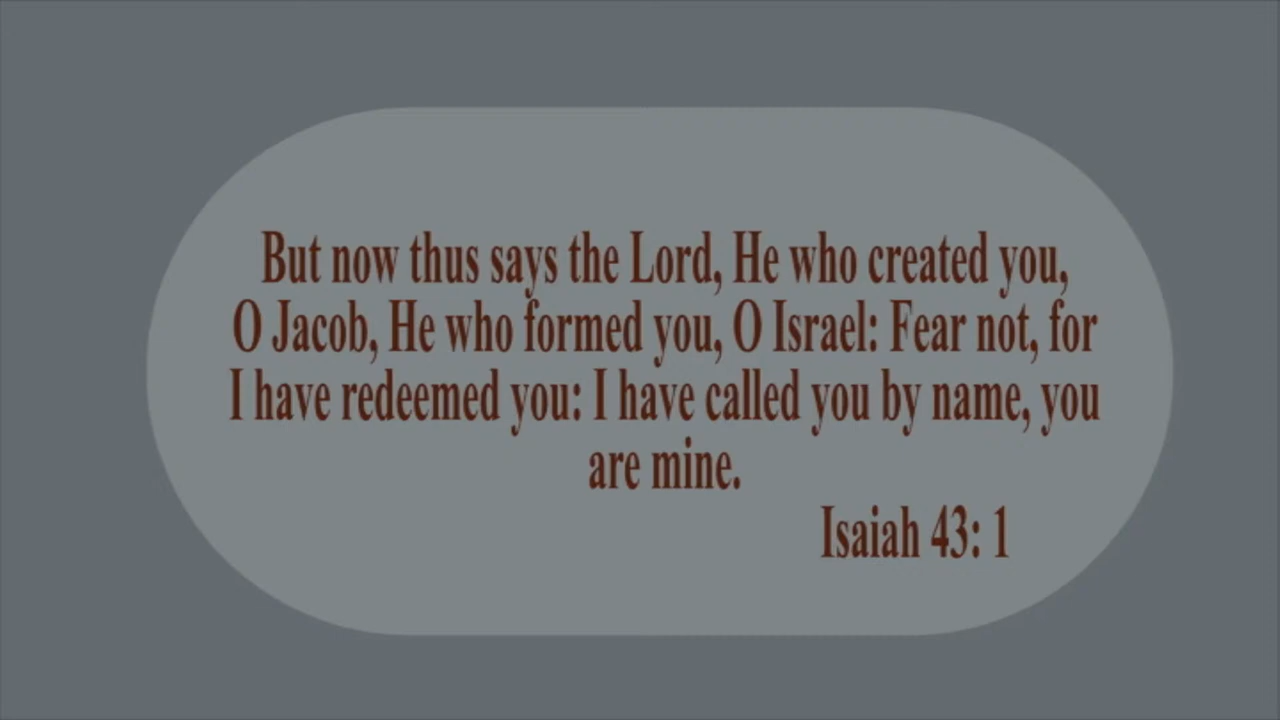 But now thus says the Lord, He who created you,
O Jacob, He who formed you, O Israel: Fear not, for
I have redeemed you: I have called you by name, you
are mine.
Isaiah 43: 1